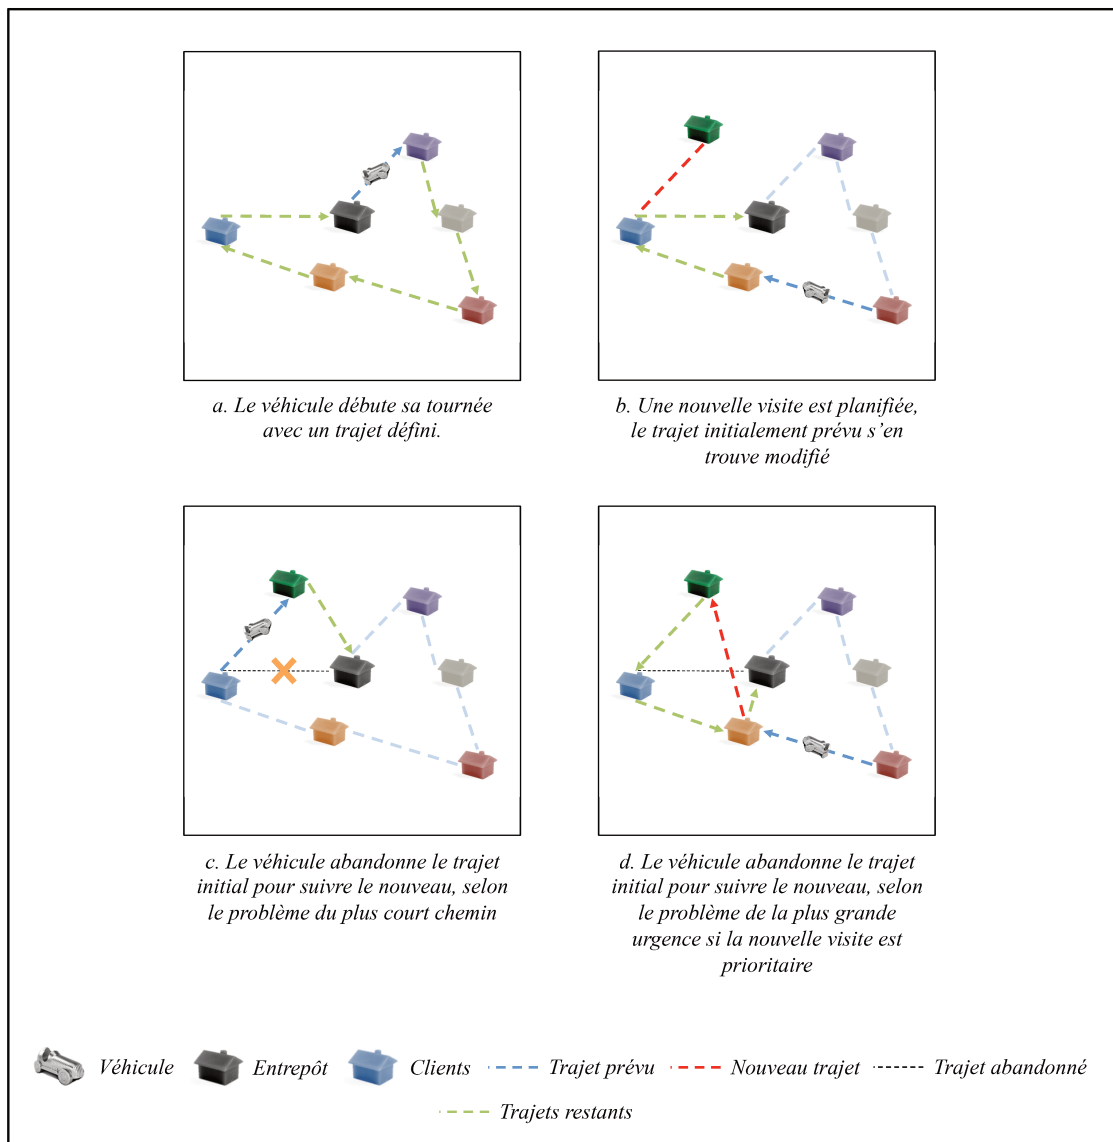 a. Le véhicule débute sa tournée
avec un trajet défini.
b. Une nouvelle visite est planifiée,
le trajet initialement prévu s'en
trouve modifié
c. Le véhicule abandonne le trajet
initial pour suivre le nouveau, selon
le problème du plus court chemin
d. Le véhicule abandonne le trajet
initial pour suivre le nouveau, selon
le problème de la plus grande
urgence si la nouvelle visite est
prioritaire
Véhicule
Entrepôt
Clients
Trajet prévu
Nouveau trajet
Trajet abandonné
Trajets restants